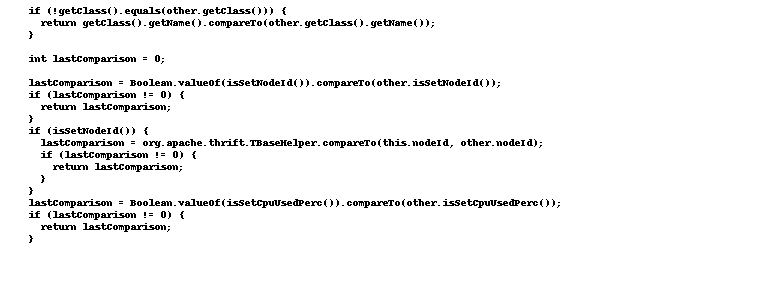 if (!getClass().equals(other.getClass())) {
return getClass().getName().compareTo(other.getClass().getName());
}
int lastComparison = 0;
lastComparison = Boolean.valueOf(isSetNodeId()).compareTo(other.isSetNodeId());
if (lastComparison != 0) {
return lastComparison;
}
if (isSetNodeId()) {
lastComparison = org.apache.thrift.TBaseHelper.compareTo(this.nodeId, other.nodeId);
if (lastComparison != 0) {
return lastComparison;
}
}
lastComparison = Boolean.valueOf(isSetCpuUsedPerc()).compareTo(other.isSetCpuUsedPerc());
if (lastComparison != 0) {
return lastComparison;
}